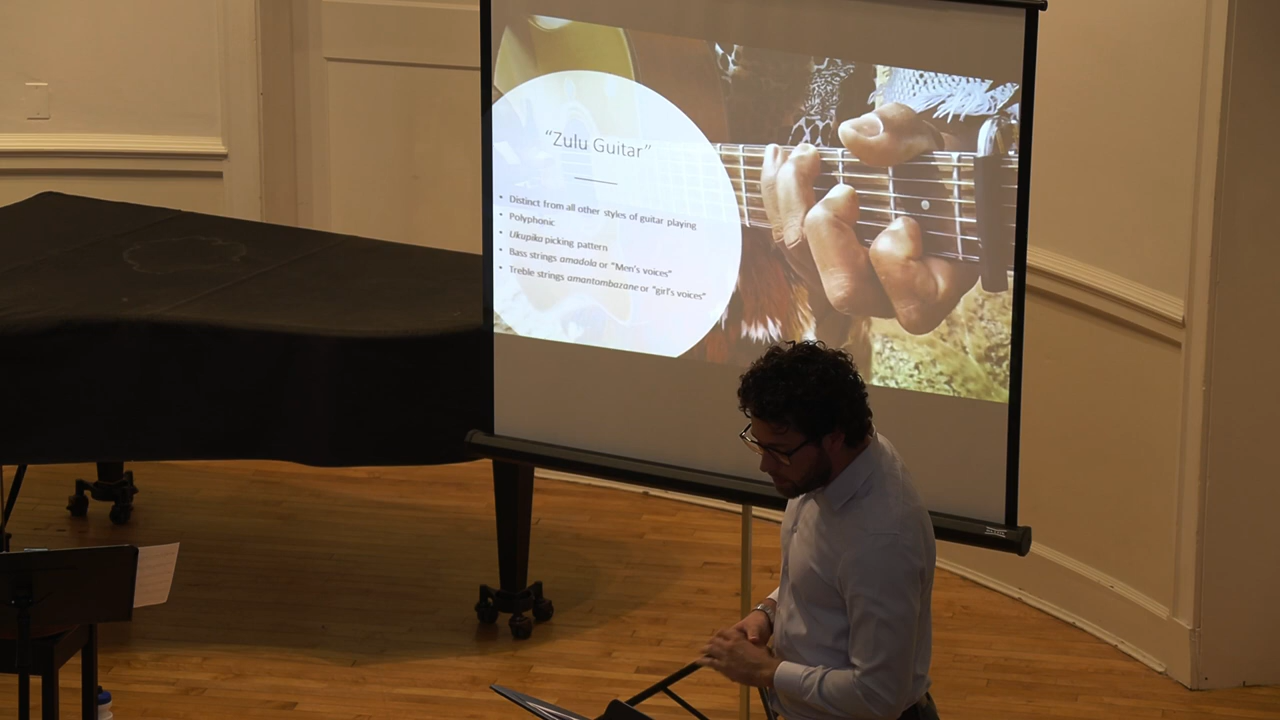 “Zulu Guitar”
• Distinct from all other styles of guitar playing
• Polyphonic
• Ukupika picking pattern
• Bass strings amadola or “Men’s voices”
• Treble strings amantombazane or “girl’s voices”